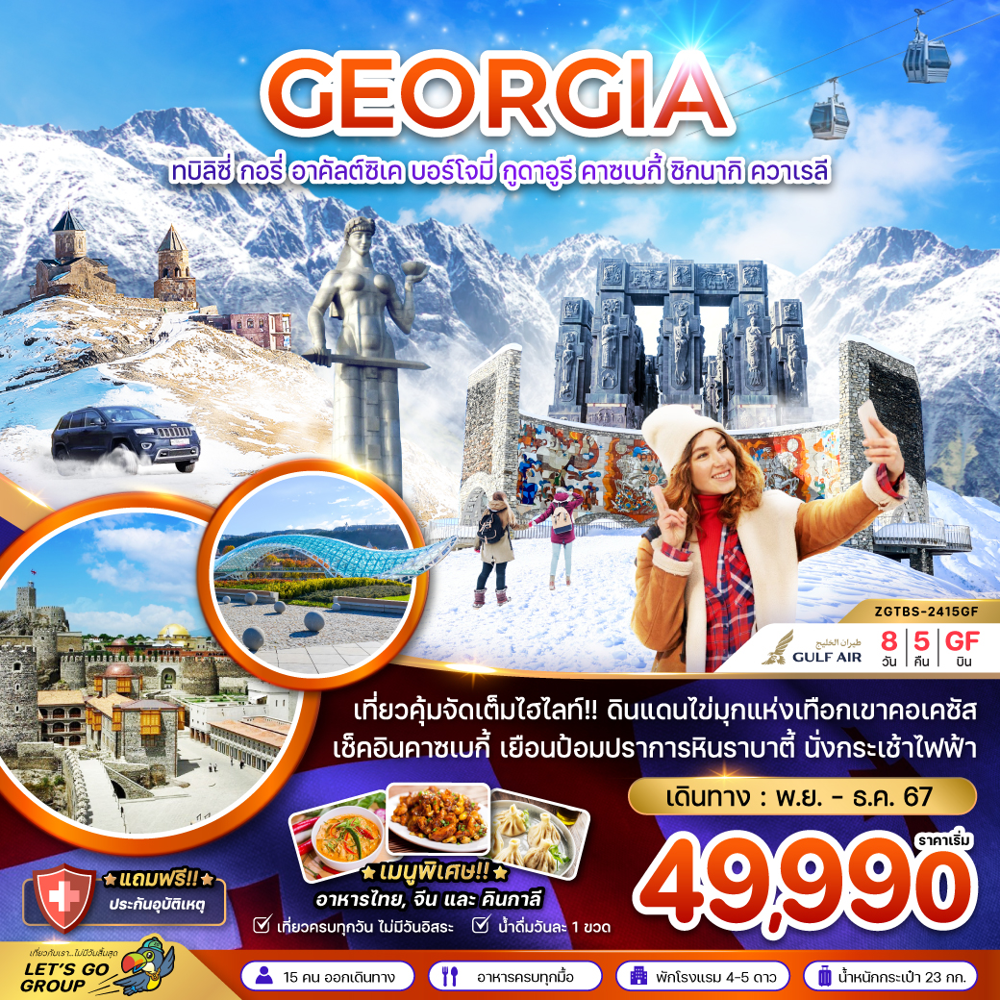 GEORGIA
ทบิลิซี่ กอรี่ อาคัลต์ซิเค บอร์โจมี่ กูดาอูรี คาซเบกี้ ซิกนากิ ควาเรลี
ZGTBS-2415GF
طيران الخليج
GULF AIR
8 วัน
5 คืน
GF บิน
เที่ยวคุ้มจัดเต็มไฮไลท์!! ดินแดนไข่มุกแห่งเทือกเขาคอเคซัส
เช็คอินคาซเบกี้ เยือนป้อมปราการหินราบาตี้ นั่งกระเช้าไฟฟ้า
เดินทาง : พ.ย. - ธ.ค. 67
ราคาเริ่ม
49,990
เมนูพิเศษ!!
อาหารไทย, จีน และ คินกาลี
แถมฟรี!!
ประกันอุบัติเหตุ
เที่ยวครบทุกวัน ไม่มีวันอิสระ
น้ำดื่มวันละ 1 ขวด
เที่ยวกับเรา...ไม่มีวันสิ้นสุด
LET'S GO
GROUP
15 คน ออกเดินทาง
อาหารครบทุกมื้อ
พักโรงแรม 4-5 ดาว
น้ำหนักกระเป๋า 23 กก.